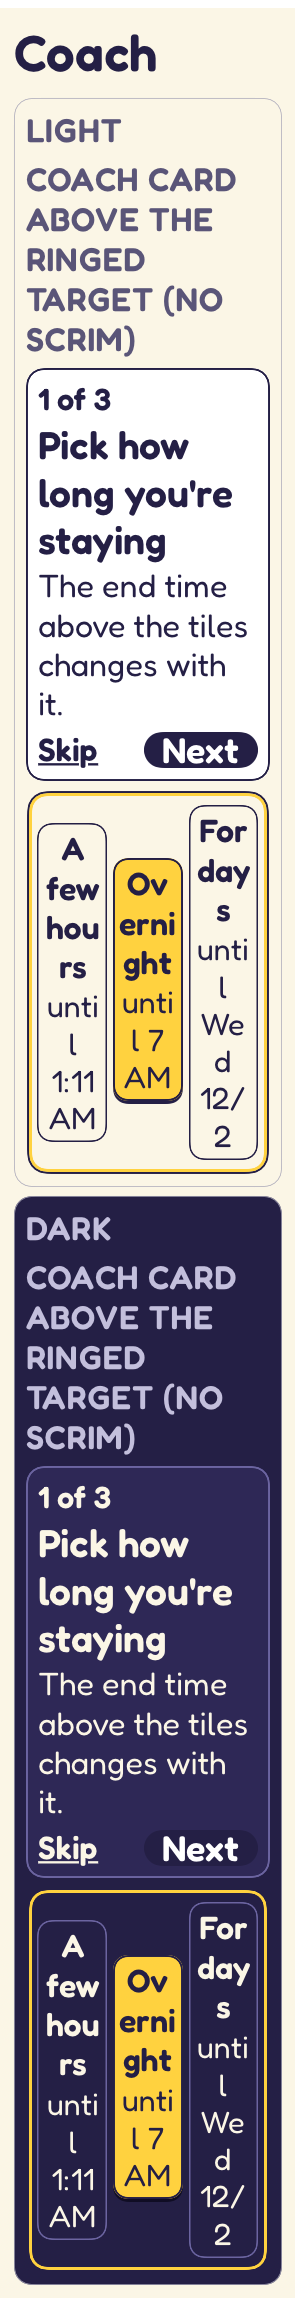 Coach
LIGHT
COACH CARD
ABOVE THE
RINGED
TARGET (NO
SCRIM)
1 of 3
Pick how
long you're
staying
The end time
above the tiles
changes with
it.
Skip
Next
A
few
hou
rs
unti
l
1:11
AM
Ov
erni
ght
unti
l 7
AM
For
day
s
unti
l
We
d
12/
2
DARK
COACH CARD
ABOVE THE
RINGED
TARGET (NO
SCRIM)
1 of 3
Pick how
long you're
staying
The end time
above the tiles
changes with
it.
Skip
Next
A
few
hou
rs
unti
l
1:11
AM
Ov
erni
ght
unti
l 7
AM
For
day
s
unti
l
We
d
12/
2